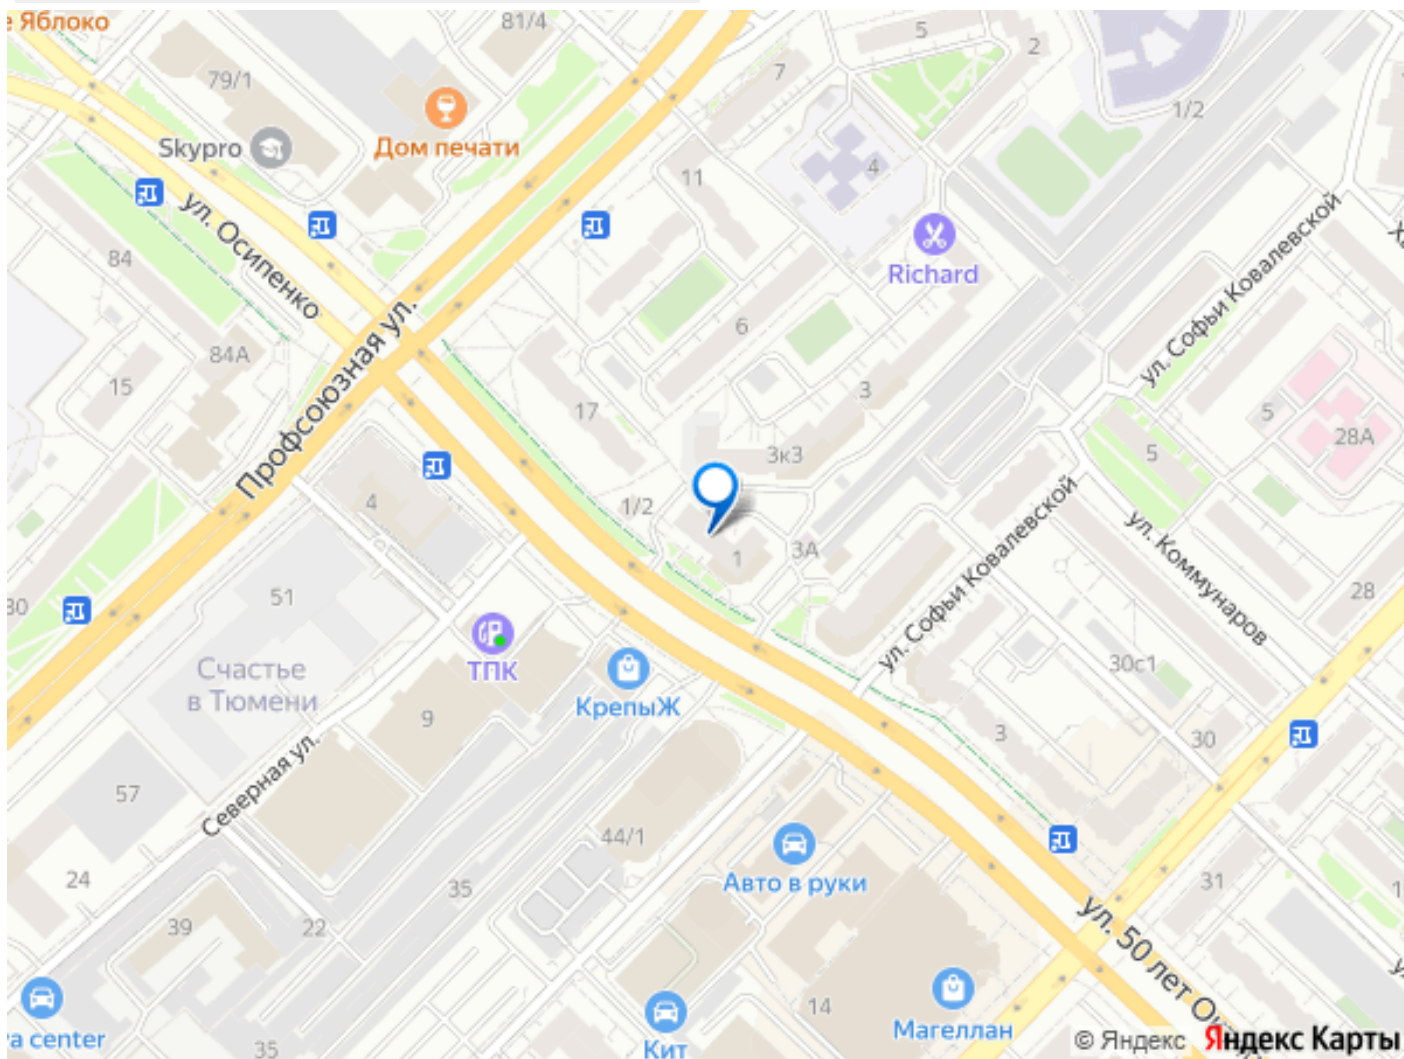 е Яблоко
81/4
5
2
79/1
7
1/2
Дом печати
Skypro
11
4
ул. Осипенко
84
Richard
ул. Софьи Ковалевской
Ха
Профсоюзная ул.
6
84А
15
17
3
5
28А
3к3
5
1/2
4
1
3А
ул. Софьи Ковалевской
ул. Коммунаров
30
51
28
ТПК
Счастье
в Тюмени
КрепыЖ
30с1
9
3
30
Северная ул.
57
44/1
Авто в руки
24
35
31
1
39
22
ул. 50 лет Ок
у
14
va center
Магеллан
35
Кит
© Яндекс Яндекс Карты